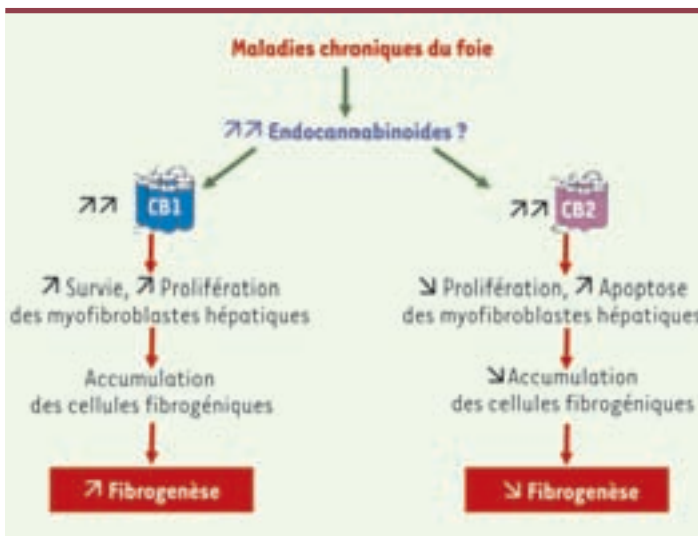 Maladies chroniques du foie
↗↗ Endocannabinoides ?
↗↗ CB1
↗ Survie, ↗ Prolifération
des myofibroblastes hépatiques
Accumulation
des cellules fibrogéniques
↗ Fibrogenèse
↗↗ CB2
↘ Prolifération, ↗ Apoptose
des myofibroblastes hépatiques
↘ Accumulation
des cellules fibrogéniques
↘ Fibrogenèse